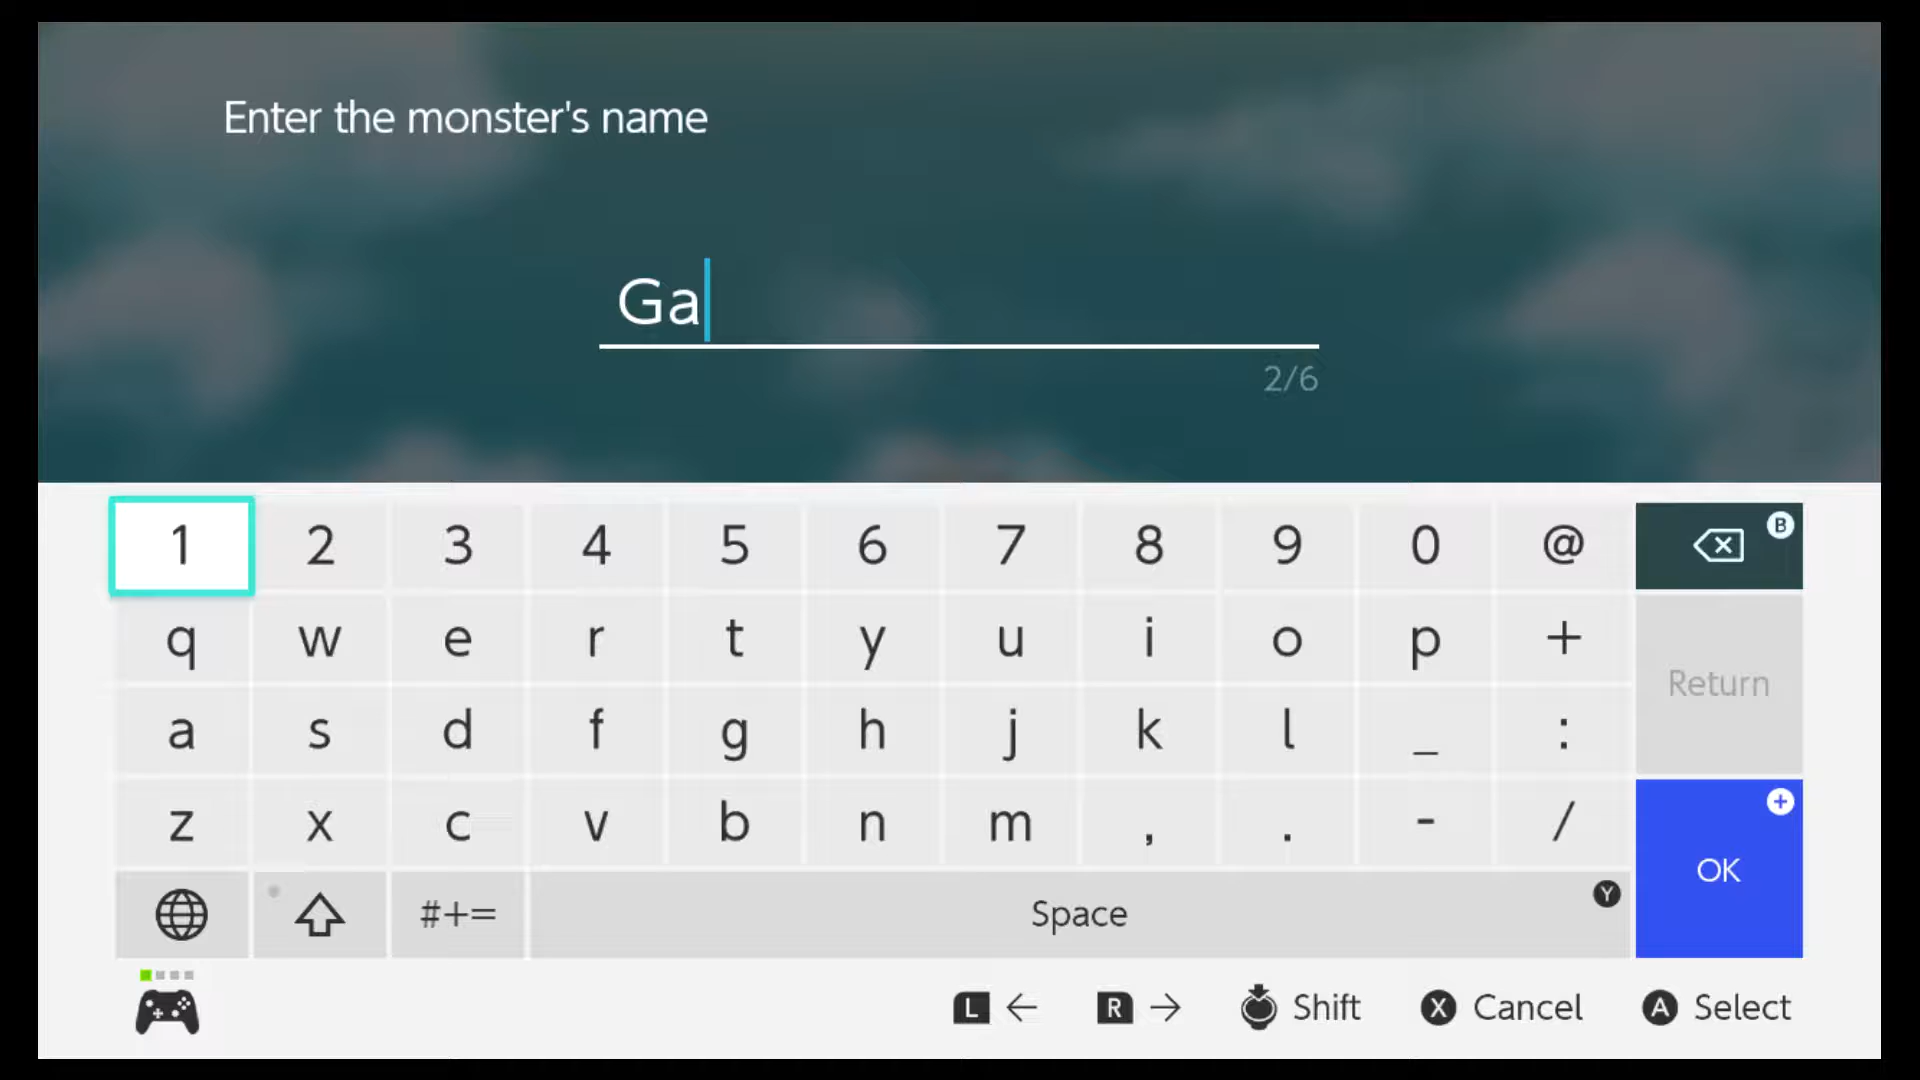 Enter the monster's name
Ga
2/6
1 2 3 4 5 6 7 8 9 0 @ B
q w e r t y u i o p + Return
a s d f g h j k l _ :
z x c v b n m , . - / + OK
#+= Space Y
L ← R → Shift X Cancel A Select